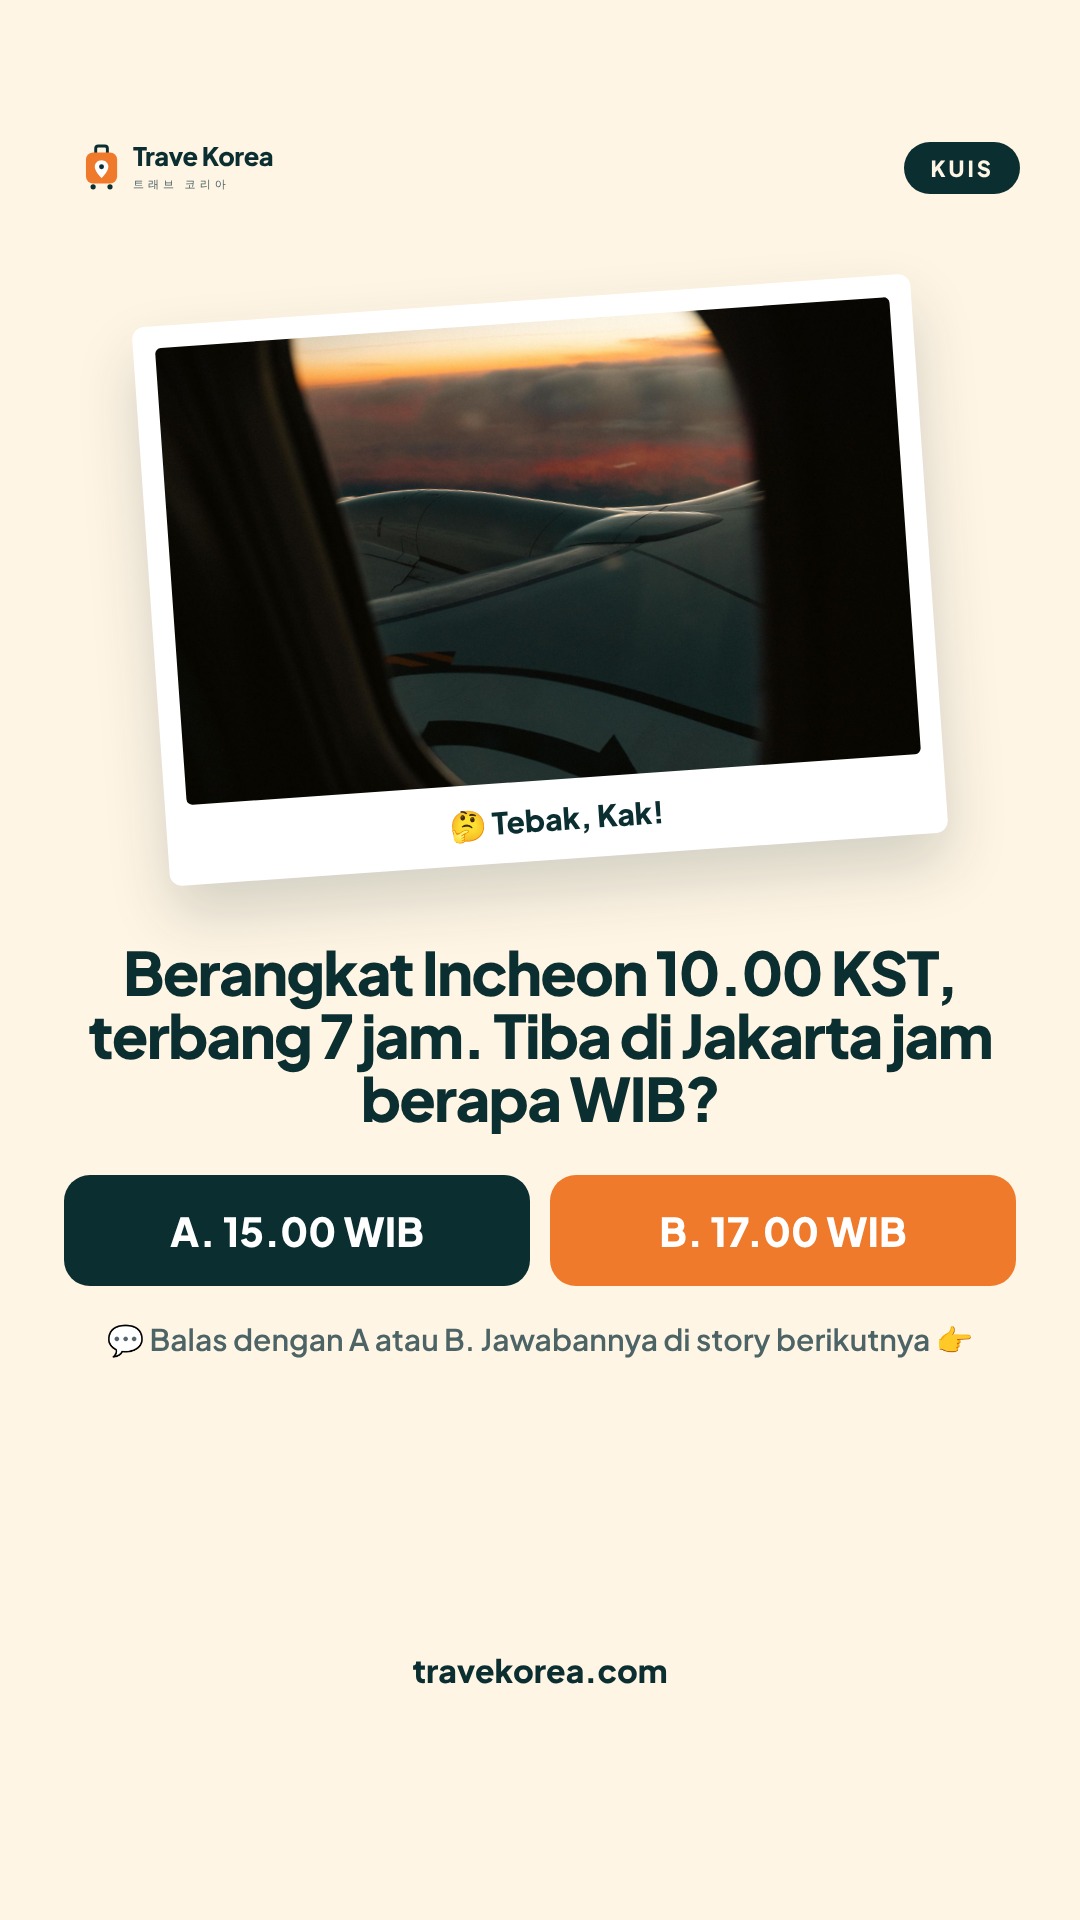 Trave Korea
트래브 코리아
KUIS
🤔 Tebak, Kak!
Berangkat Incheon 10.00 KST,
terbang 7 jam. Tiba di Jakarta jam
berapa WIB?
A. 15.00 WIB
B. 17.00 WIB
💬 Balas dengan A atau B. Jawabannya di story berikutnya 👉
travekorea.com